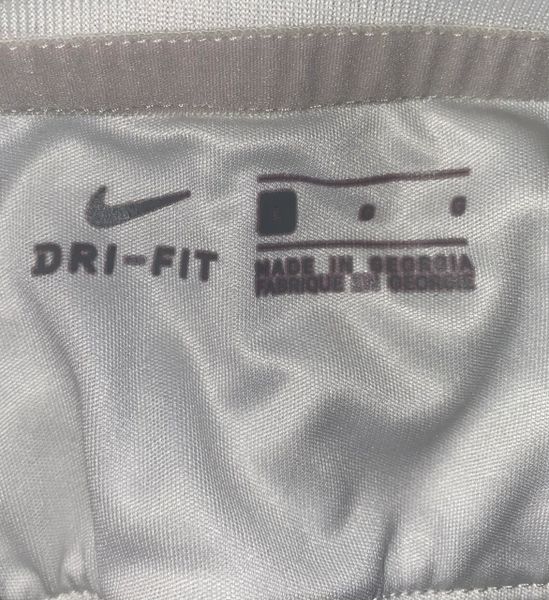 DRI-FIT
L G G
MADE IN GEORGIA
FABRIQUE EN GEORGIE